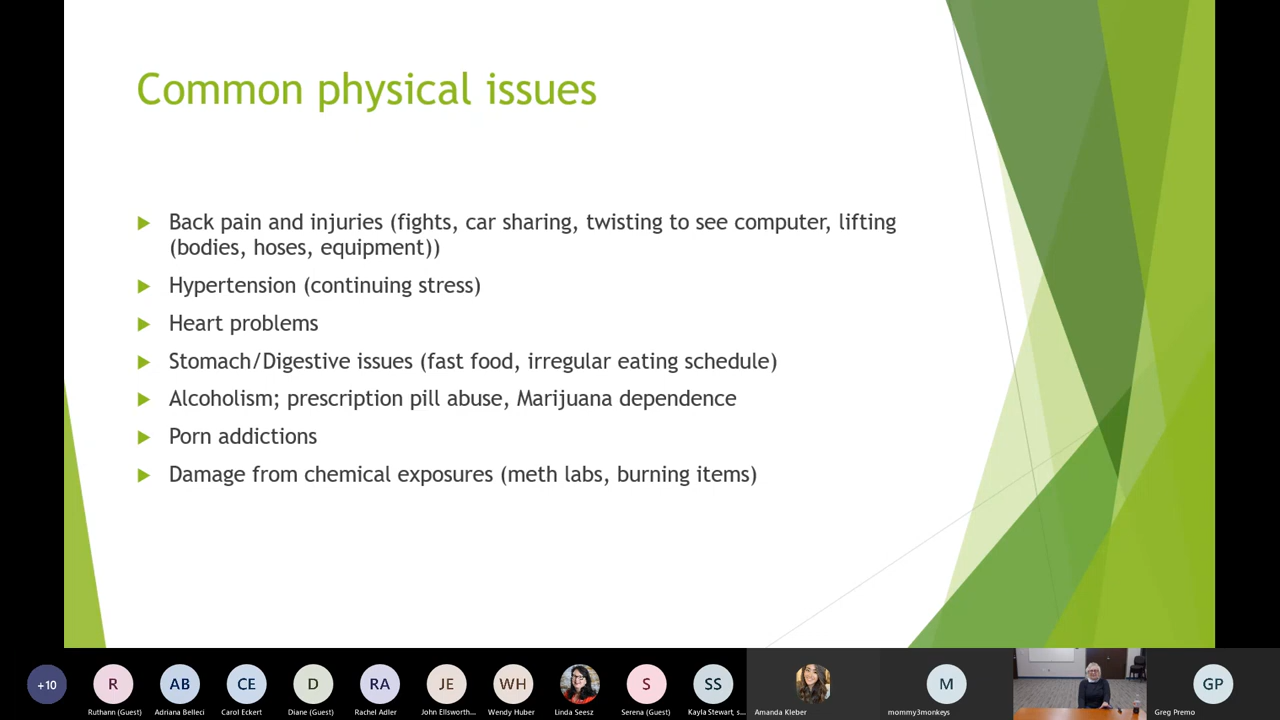 Common physical issues
Back pain and injuries (fights, car sharing, twisting to see computer, lifting
(bodies, hoses, equipment))
Hypertension (continuing stress)
Heart problems
Stomach/Digestive issues (fast food, irregular eating schedule)
Alcoholism; prescription pill abuse, Marijuana dependence
Porn addictions
Damage from chemical exposures (meth labs, burning items)
+10
R
AB
CE
D
RA
JE
WH
S
SS
M
GP
Ruthann (Guest)
Adriana Belleci
Carol Eckert
Diane (Guest)
Rachel Adler
John Ellsworth...
Wendy Huber
Linda Seesz
Serena (Guest)
Kayla Stewart, s...
Amanda Kleber
mommy3monkeys
Greg Premo